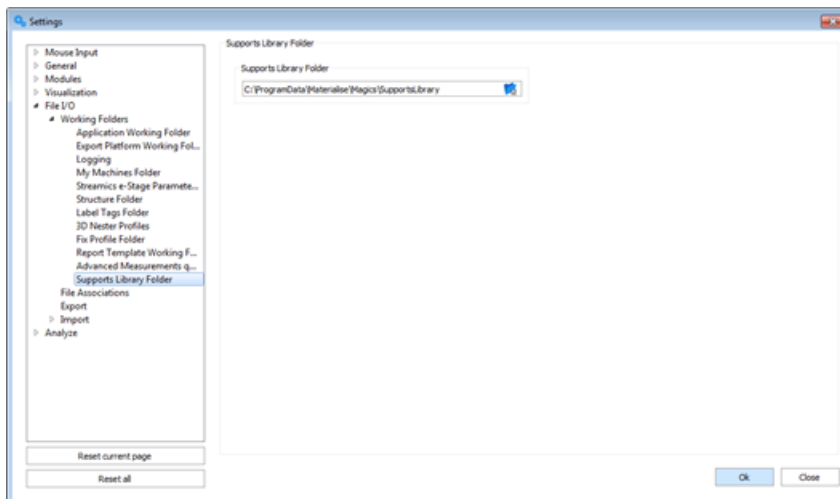 Settings
Mouse Input
General
Modules
Visualization
File I/O
Working Folders
Application Working Folder
Export Platform Working Fol...
Logging
My Machines Folder
Streamics e-Stage Paramete...
Structure Folder
Label Tags Folder
3D Nester Profiles
Fix Profile Folder
Report Template Working F...
Advanced Measurements q...
Supports Library Folder
File Associations
Export
Import
Analyze
Reset current page
Reset all
Supports Library Folder
Supports Library Folder
C:\ProgramData\Materialise\Magics\SupportsLibrary
Ok
Close